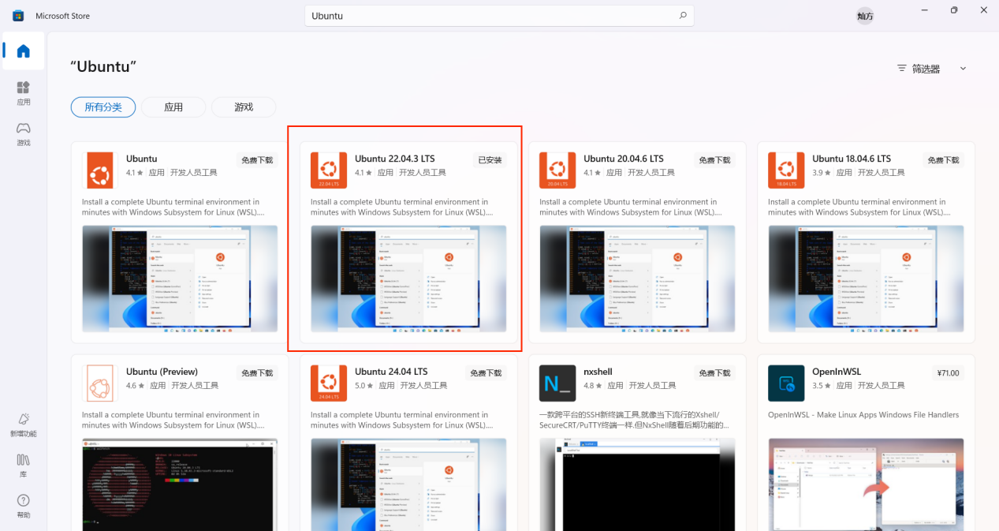 Microsoft Store
Ubuntu
灿方
“Ubuntu”
筛选器
所有分类
应用
游戏
应用
游戏
新增功能
库
帮助
Ubuntu
免费下载
4.1 ★ 应用 开发人员工具
Install a complete Ubuntu terminal environment in
minutes with Windows Subsystem for Linux (WSL)....
Ubuntu 22.04.3 LTS
已安装
4.1 ★ 应用 开发人员工具
22.04 LTS
Install a complete Ubuntu terminal environment in
minutes with Windows Subsystem for Linux (WSL)....
Ubuntu 20.04.6 LTS
免费下载
4.1 ★ 应用 开发人员工具
20.04 LTS
Install a complete Ubuntu terminal environment in
minutes with Windows Subsystem for Linux (WSL)....
Ubuntu 18.04.6 LTS
免费下载
3.9 ★ 应用 开发人员工具
18.04 LTS
Install a complete Ubuntu terminal environment in
minutes with Windows Subsystem for Linux (WSL)....
Ubuntu (Preview)
免费下载
4.6 ★ 应用 开发人员工具
Install a complete Ubuntu terminal environment in
minutes with Windows Subsystem for Linux (WSL)....
Ubuntu 24.04 LTS
免费下载
5.0 ★ 应用 开发人员工具
24.04 LTS
Install a complete Ubuntu terminal environment in
minutes with Windows Subsystem for Linux (WSL)....
nxshell
免费下载
4.8 ★ 应用 开发人员工具
N_
一款跨平台的SSH新终端工具,就像当下流行的Xshell/
SecureCRT/PuTTY终端一样,但NxShell随着后期功能的...
OpenInWSL
¥71.00
3.5 ★ 应用 开发人员工具
OpenInWSL - Make Linux Apps Windows File Handlers